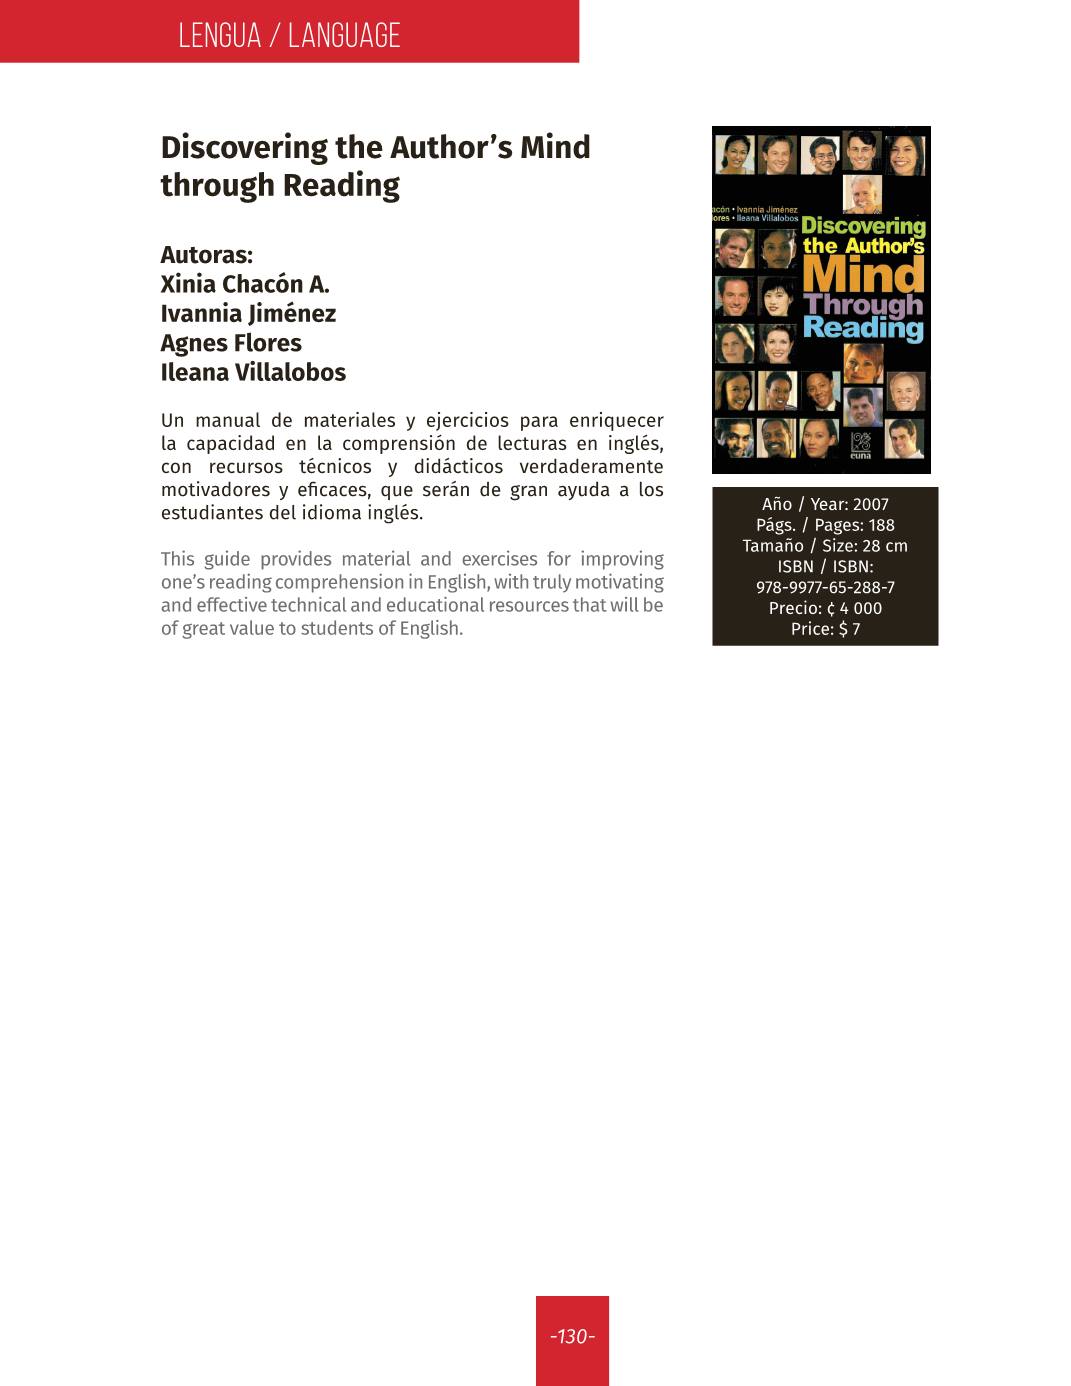 LENGUA / LANGUAGE
Discovering the Author’s Mind
through Reading
Autoras:
Xinia Chacón A.
Ivannia Jiménez
Agnes Flores
Ileana Villalobos
Un manual de materiales y ejercicios para enriquecer
la capacidad en la comprensión de lecturas en inglés,
con recursos técnicos y didácticos verdaderamente
motivadores y eficaces, que serán de gran ayuda a los
estudiantes del idioma inglés.
This guide provides material and exercises for improving
one’s reading comprehension in English, with truly motivating
and effective technical and educational resources that will be
of great value to students of English.
acón • Ivannia Jiménez
ores • Ileana Villalobos
Discovering
the Author's
Mind
Through
Reading
euna
Año / Year: 2007
Págs. / Pages: 188
Tamaño / Size: 28 cm
ISBN / ISBN:
978-9977-65-288-7
Precio: ¢ 4 000
Price: $ 7
-130-